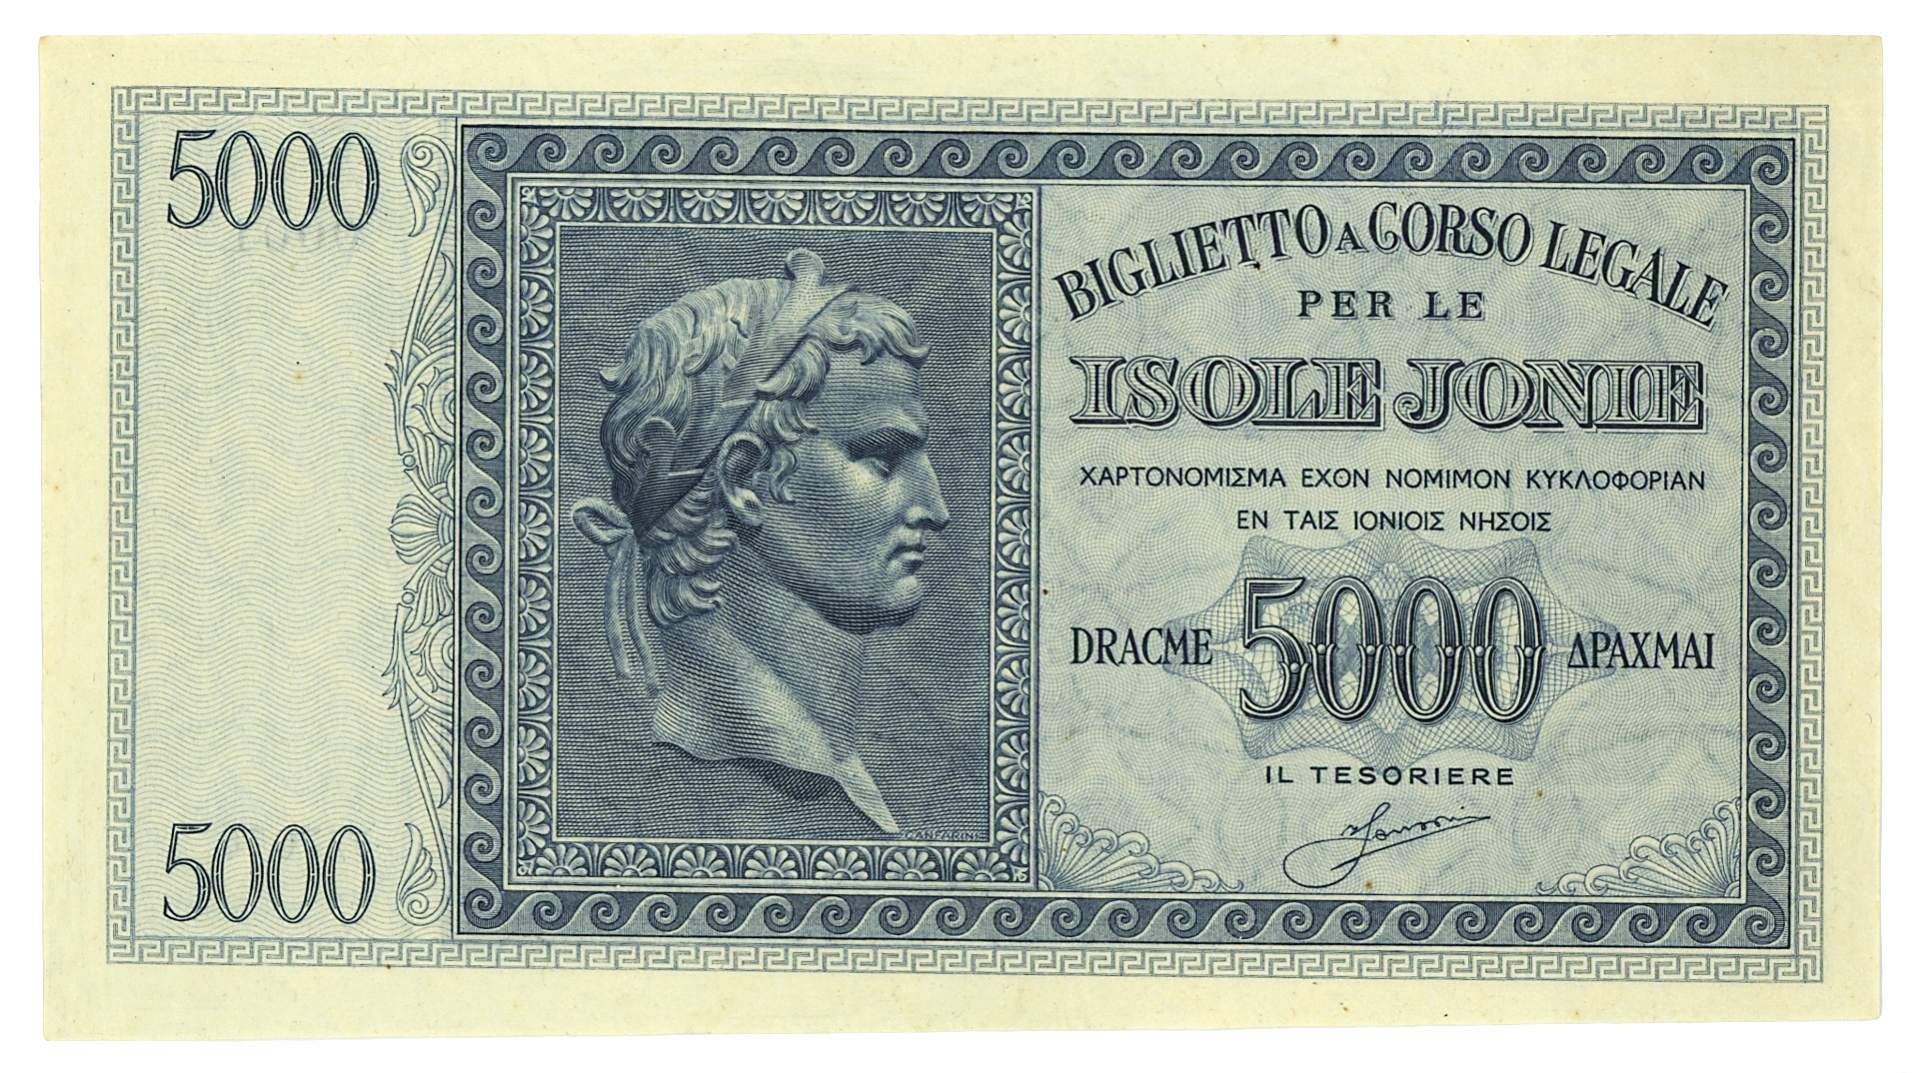 5000
BIGLIETTO A CORSO LEGALE
PER LE
ISOLE JONIE
ΧΑΡΤΟΝΟΜΙΣΜΑ ΕΧΟΝ ΝΟΜΙΜΟΝ ΚΥΚΛΟΦΟΡΙΑΝ
ΕΝ ΤΑΙΣ ΙΟΝΙΟΙΣ ΝΗΣΟΙΣ
DRACME 5000 ΔΡΑΧΜΑΙ
IL TESORIERE
5000